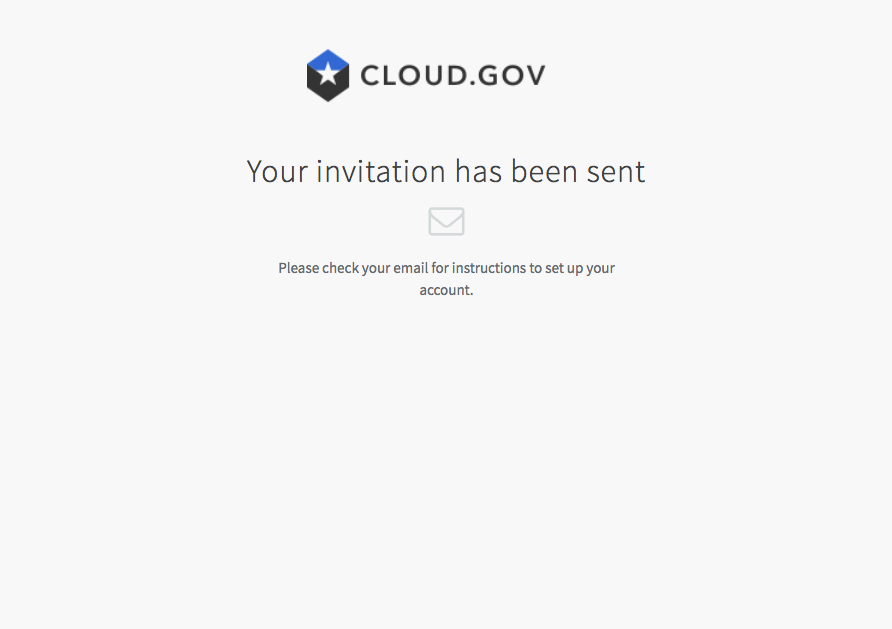 CLOUD.GOV
Your invitation has been sent
Please check your email for instructions to set up your
account.